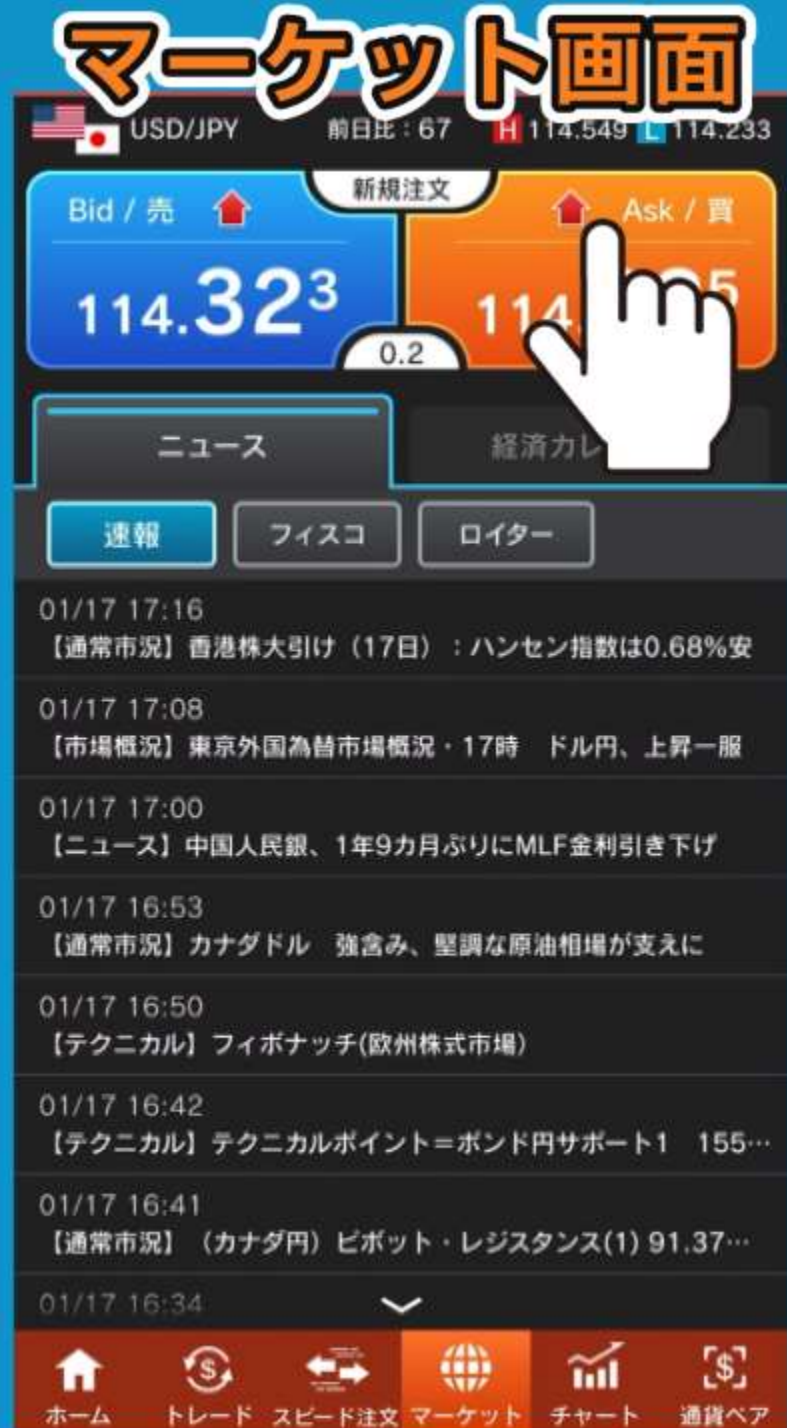 マーケット画面
USD/JPY 前日比：67 H 114.549 L 114.233
新規注文
Bid / 売 Ask / 買
114.323 114.
0.2
ニュース 経済カレ
速報 フィスコ ロイター
01/17 17:16
【通常市況】香港株大引け（17日）：ハンセン指数は0.68%安
01/17 17:08
【市場概況】東京外国為替市場概況・17時　ドル円、上昇一服
01/17 17:00
【ニュース】中国人民銀、1年9カ月ぶりにMLF金利引き下げ
01/17 16:53
【通常市況】カナダドル　強含み、堅調な原油相場が支えに
01/17 16:50
【テクニカル】フィボナッチ(欧州株式市場)
01/17 16:42
【テクニカル】テクニカルポイント＝ポンド円サポート1　155…
01/17 16:41
【通常市況】（カナダ円）ピボット・レジスタンス(1) 91.37…
01/17 16:34
ホーム トレード スピード注文 マーケット チャート 通貨ペア